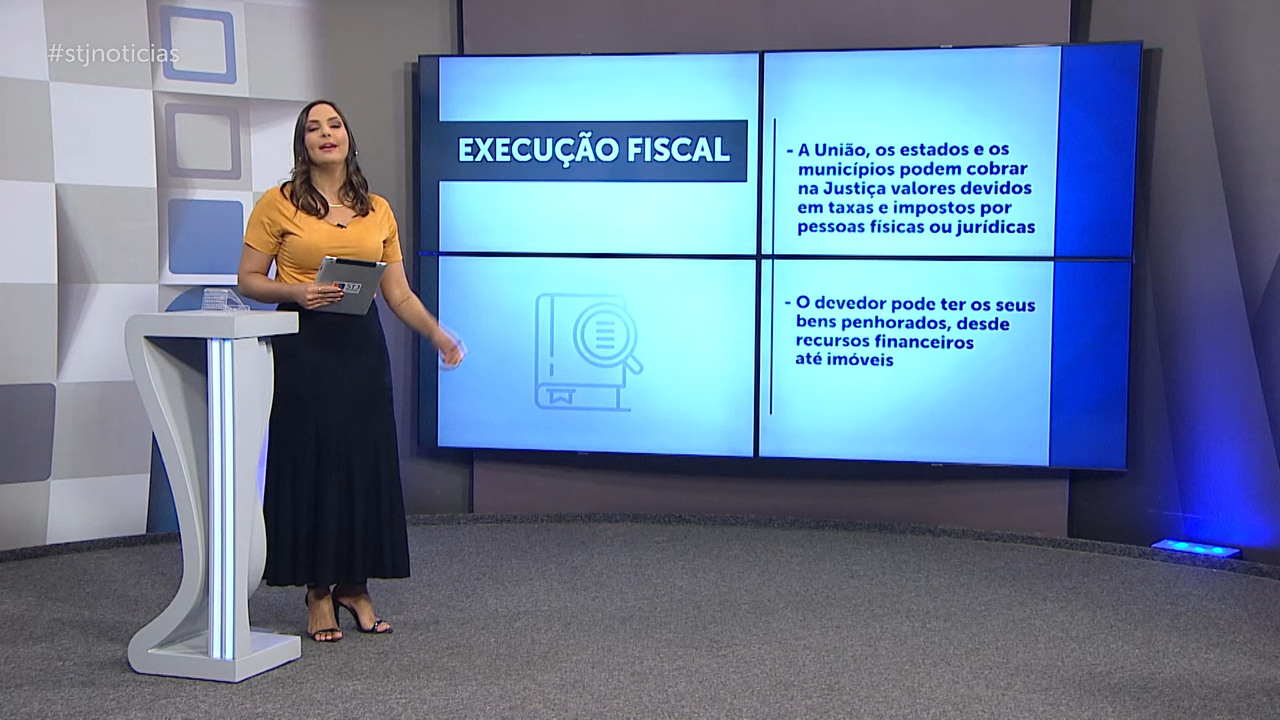 #stjnoticias
EXECUÇÃO FISCAL
- A União, os estados e os
municípios podem cobrar
na Justiça valores devidos
em taxas e impostos por
pessoas físicas ou jurídicas
- O devedor pode ter os seus
bens penhorados, desde
recursos financeiros
até imóveis